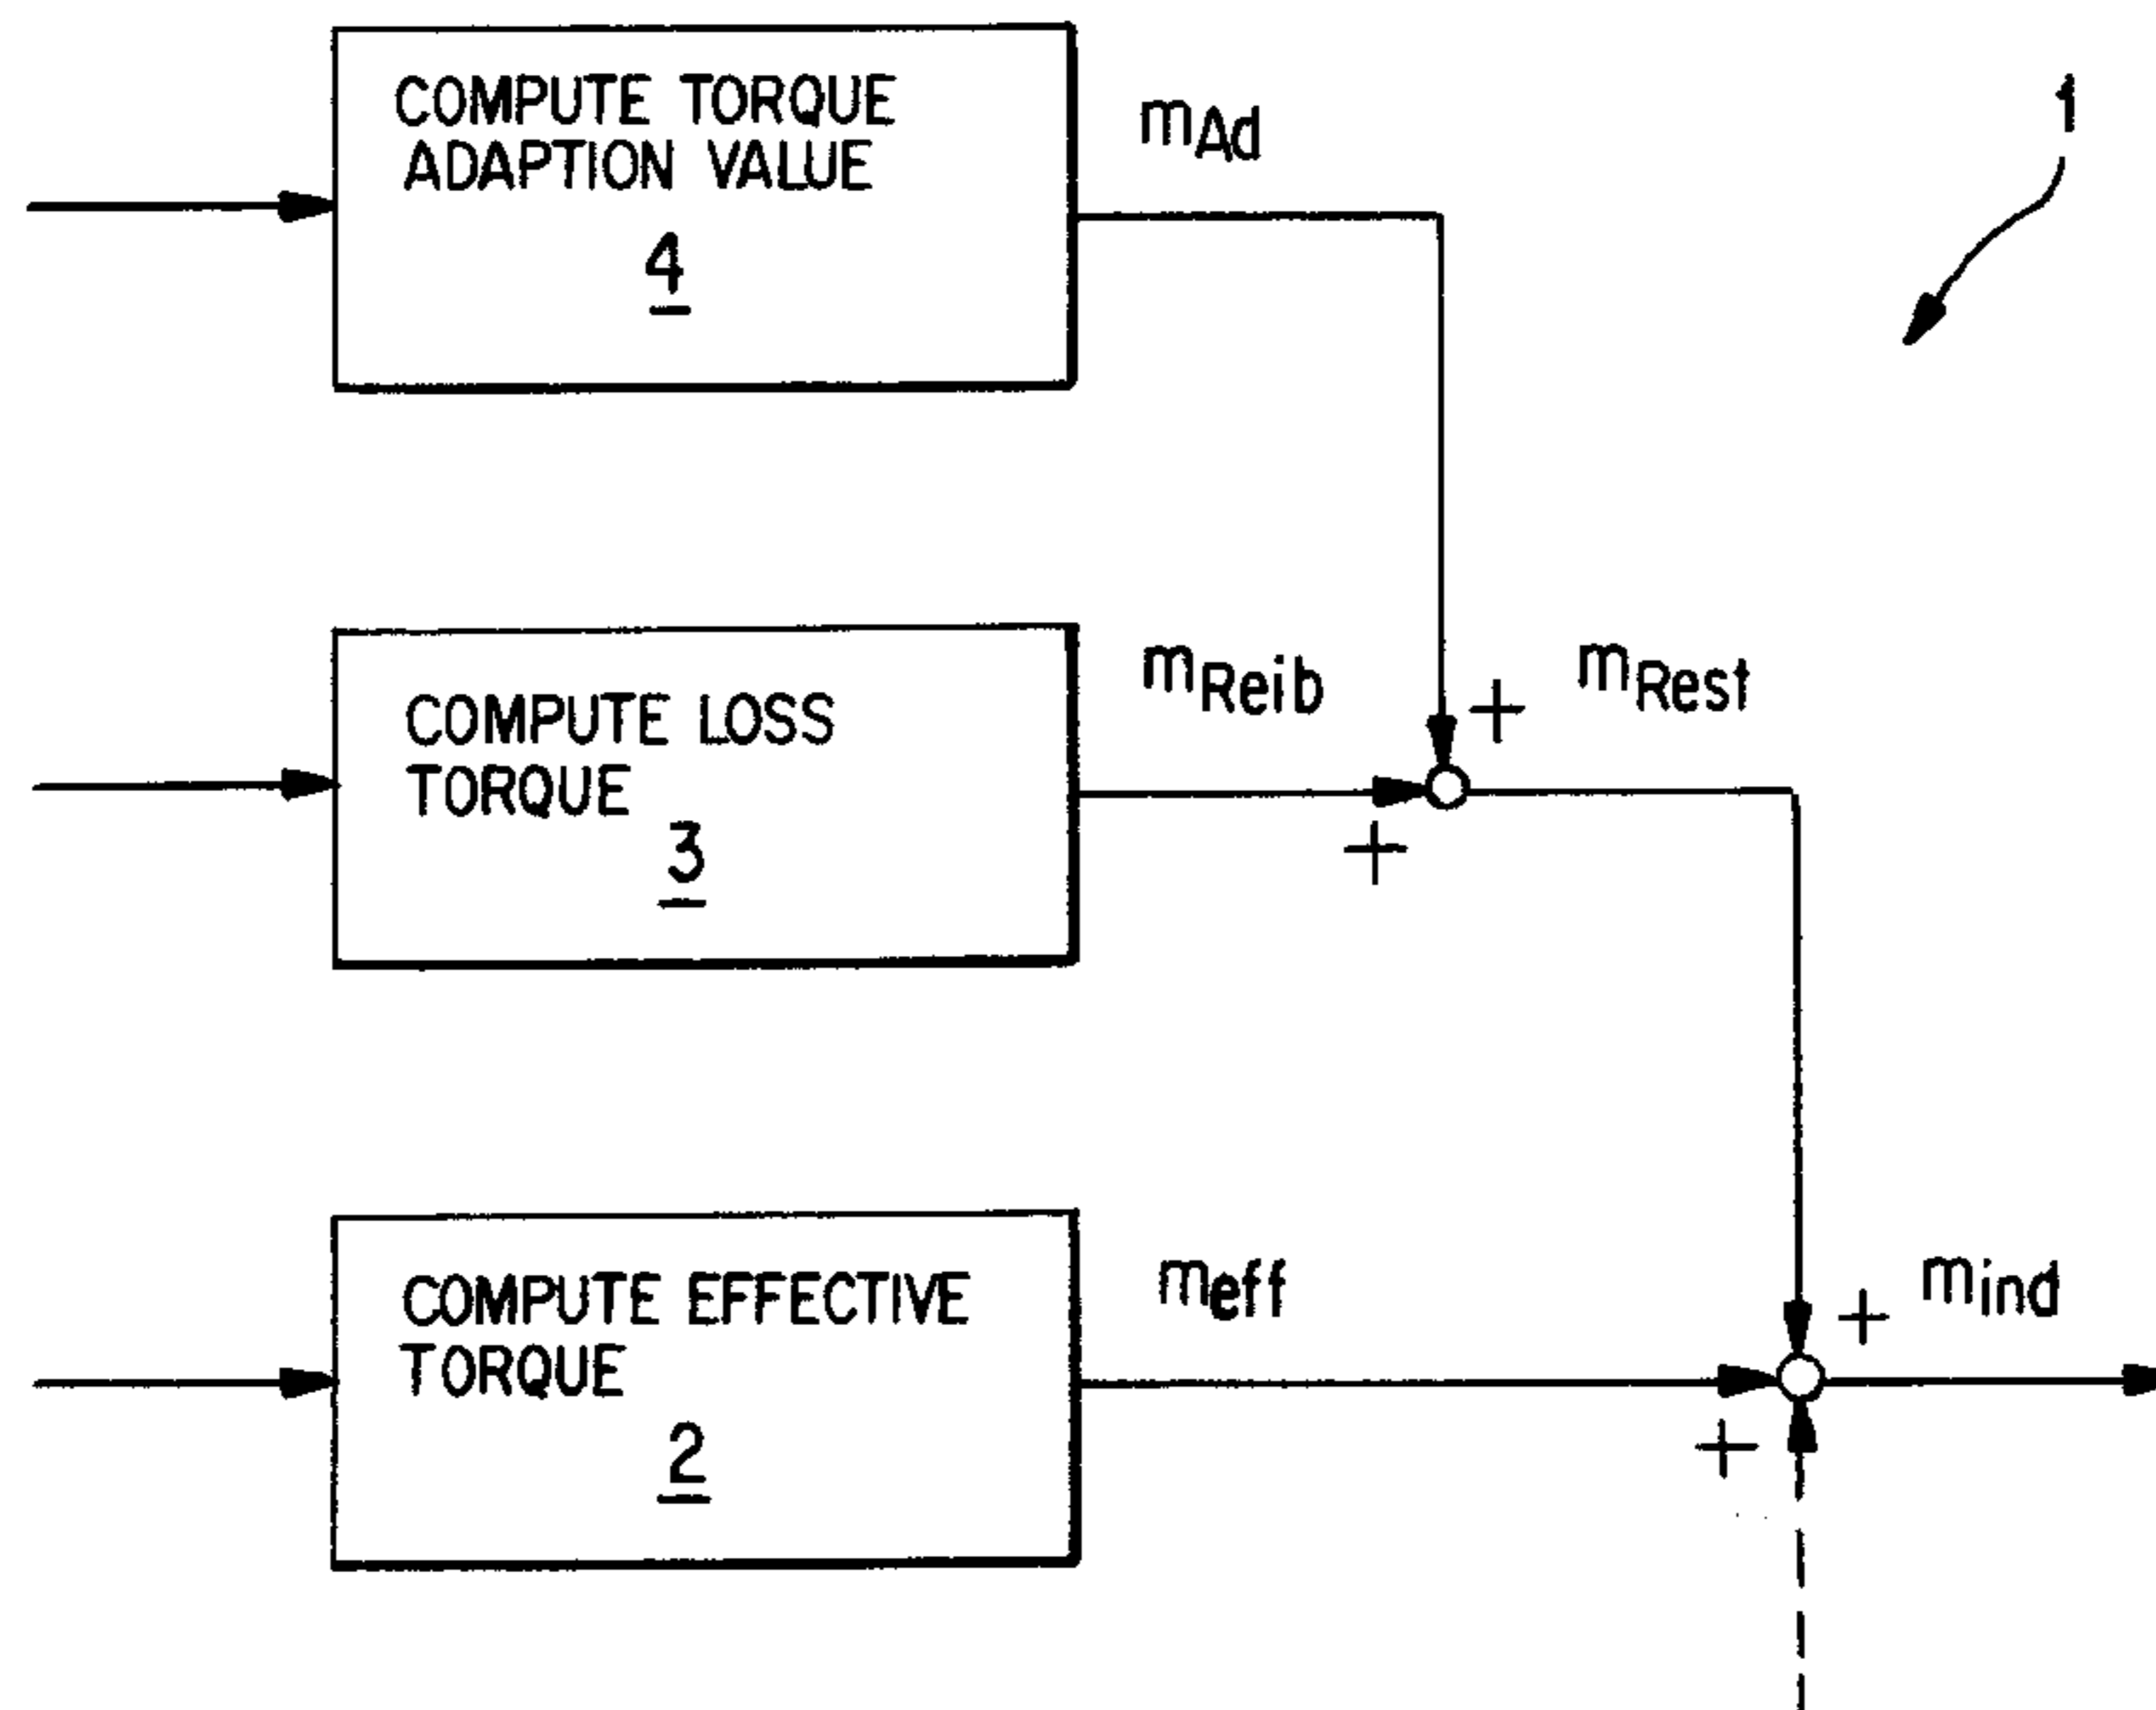 COMPUTE TORQUE
ADAPTION VALUE
4
mAd
1
COMPUTE LOSS
TORQUE
3
mReib
+
mRest
+
COMPUTE EFFECTIVE
TORQUE
2
meff
+
mind
+